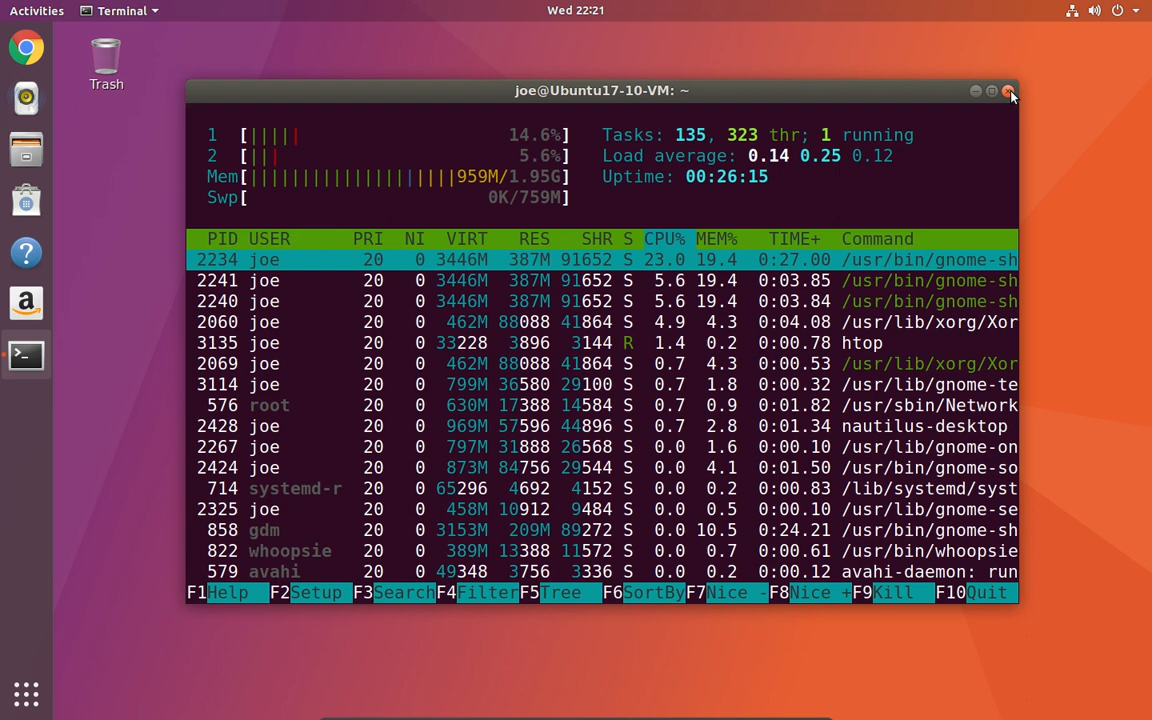 Activities Terminal Wed 22:21
Trash
joe@Ubuntu17-10-VM: ~
1 [||||| 14.6%] Tasks: 135, 323 thr; 1 running
2 [||| 5.6%] Load average: 0.14 0.25 0.12
Mem[||||||||||||||||||||959M/1.95G] Uptime: 00:26:15
Swp[ 0K/759M]
PID USER PRI NI VIRT RES SHR S CPU% MEM% TIME+ Command
2234 joe 20 0 3446M 387M 91652 S 23.0 19.4 0:27.00 /usr/bin/gnome-sh
2241 joe 20 0 3446M 387M 91652 S 5.6 19.4 0:03.85 /usr/bin/gnome-sh
2240 joe 20 0 3446M 387M 91652 S 5.6 19.4 0:03.84 /usr/bin/gnome-sh
2060 joe 20 0 462M 88088 41864 S 4.9 4.3 0:04.08 /usr/lib/xorg/Xor
3135 joe 20 0 33228 3896 3144 R 1.4 0.2 0:00.78 htop
2069 joe 20 0 462M 88088 41864 S 0.7 4.3 0:00.53 /usr/lib/xorg/Xor
3114 joe 20 0 799M 36580 29100 S 0.7 1.8 0:00.32 /usr/lib/gnome-te
576 root 20 0 630M 17388 14584 S 0.7 0.9 0:01.82 /usr/sbin/Network
2428 joe 20 0 969M 57596 44896 S 0.7 2.8 0:01.34 nautilus-desktop
2267 joe 20 0 797M 31888 26568 S 0.0 1.6 0:00.10 /usr/lib/gnome-on
2424 joe 20 0 873M 84756 29544 S 0.0 4.1 0:01.50 /usr/bin/gnome-so
714 systemd-r 20 0 65296 4692 4152 S 0.0 0.2 0:00.83 /lib/systemd/syst
2325 joe 20 0 458M 10912 9484 S 0.0 0.5 0:00.10 /usr/lib/gnome-se
858 gdm 20 0 3153M 209M 89272 S 0.0 10.5 0:24.21 /usr/bin/gnome-sh
822 whoopsie 20 0 389M 13388 11572 S 0.0 0.7 0:00.61 /usr/bin/whoopsie
579 avahi 20 0 49348 3756 3336 S 0.0 0.2 0:00.12 avahi-daemon: run
F1Help F2Setup F3SearchF4FilterF5Tree F6SortByF7Nice -F8Nice +F9Kill F10Quit